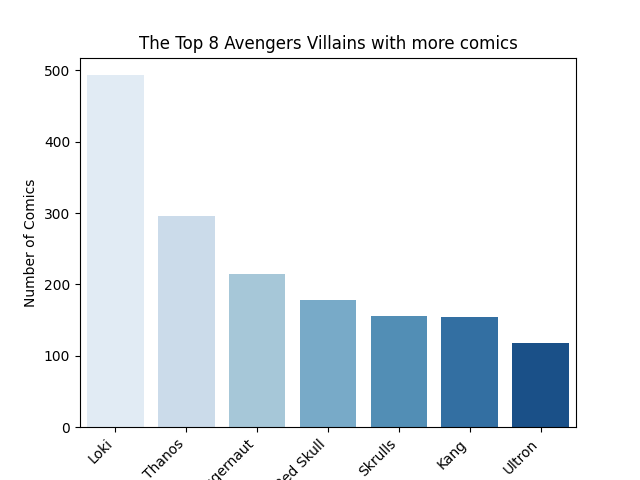 The Top 8 Avengers Villains with more comics
Number of Comics
500
400
300
200
100
0
Loki
Thanos
ggernaut
Red Skull
Skrulls
Kang
Ultron